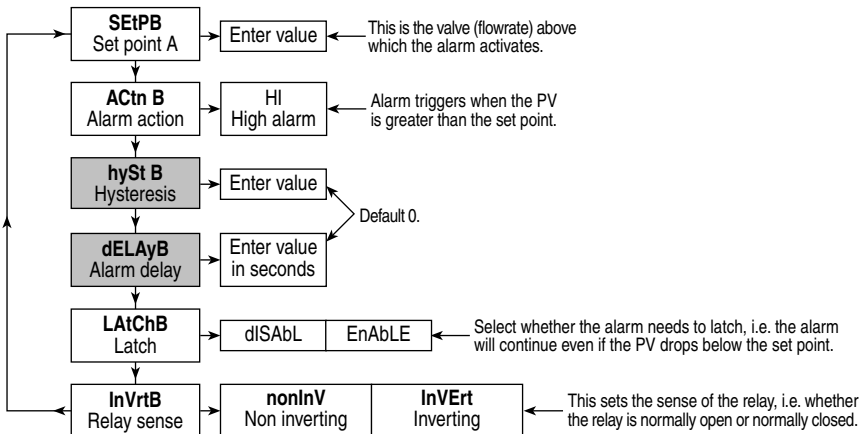 SEtPB
Set point A
Enter value
This is the valve (flowrate) above
which the alarm activates.
ACtn B
Alarm action
HI
High alarm
Alarm triggers when the PV
is greater than the set point.
hySt B
Hysteresis
Enter value
Default 0.
dELAyB
Alarm delay
Enter value
in seconds
LAtChB
Latch
dISAbL
EnAbLE
Select whether the alarm needs to latch, i.e. the alarm
will continue even if the PV drops below the set point.
InVrtB
Relay sense
nonInV
Non inverting
InVErt
Inverting
This sets the sense of the relay, i.e. whether
the relay is normally open or normally closed.